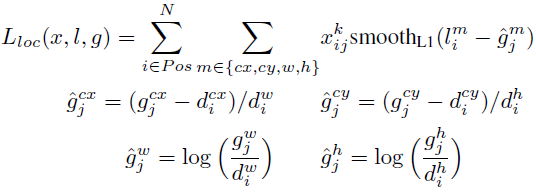 $$L_{loc}(x, l, g) = \sum_{i \in Pos}^{N} \sum_{m \in \{cx, cy, w, h\}} x_{ij}^{k} \text{smooth}_{\text{L1}}(l_i^m - \hat{g}_j^m)$$
$$\hat{g}_j^{cx} = (g_j^{cx} - d_i^{cx}) / d_i^w \qquad \hat{g}_j^{cy} = (g_j^{cy} - d_i^{cy}) / d_i^h$$
$$\hat{g}_j^{w} = \log\left(\frac{g_j^w}{d_i^w}\right) \qquad \hat{g}_j^{h} = \log\left(\frac{g_j^h}{d_i^h}\right)$$